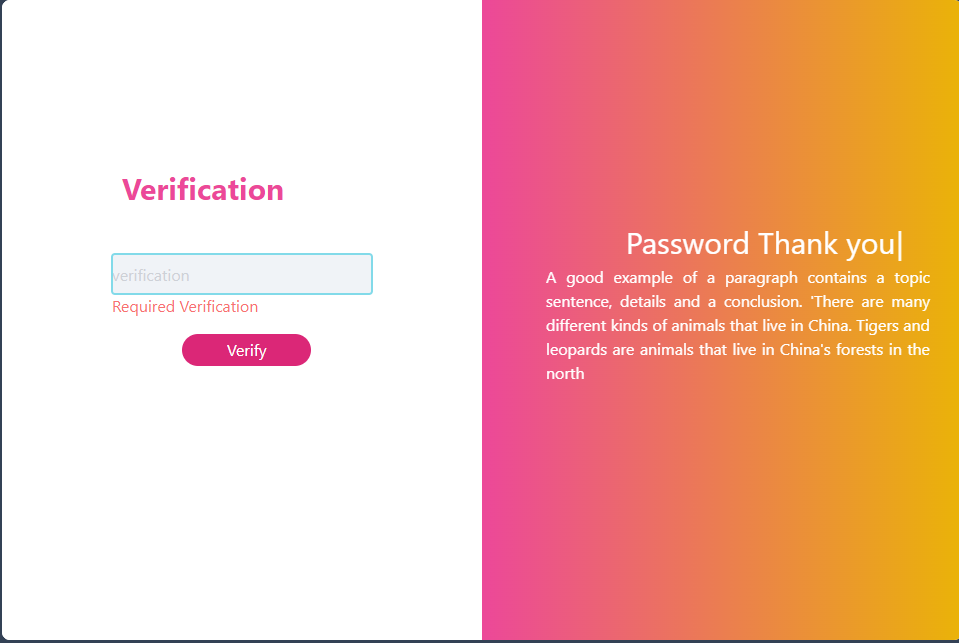 Verification
verification
Required Verification
Verify
Password Thank you|
A good example of a paragraph contains a topic
sentence, details and a conclusion. 'There are many
different kinds of animals that live in China. Tigers and
leopards are animals that live in China's forests in the
north